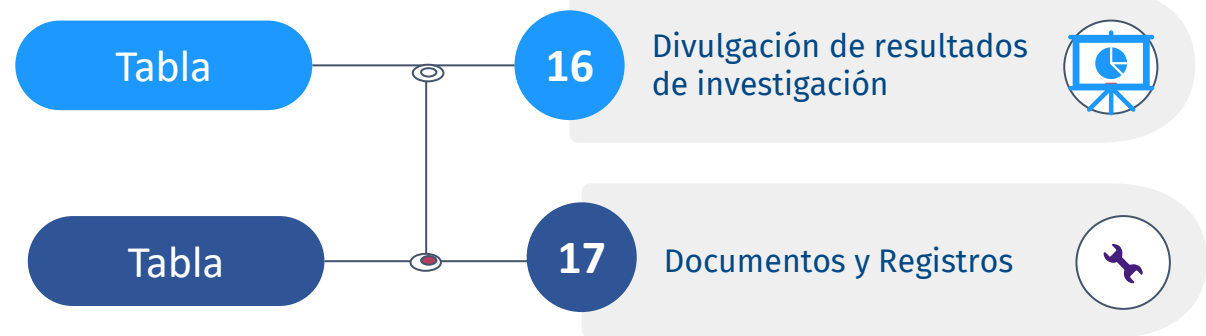 Tabla
16
Divulgación de resultados
de investigación
Tabla
17
Documentos y Registros